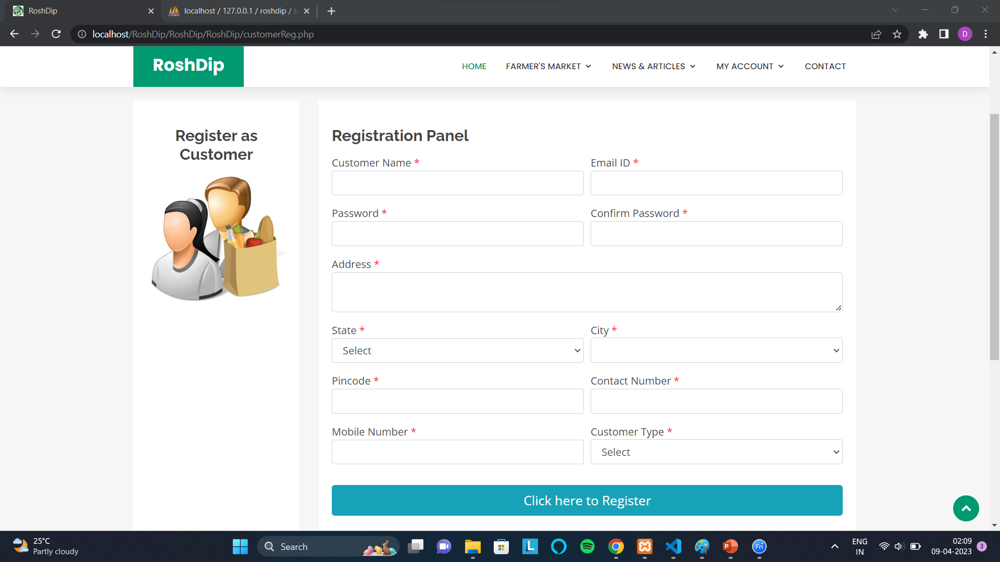 RoshDip
localhost / 127.0.0.1 / roshdip /
localhost/RoshDip/RoshDip/RoshDip/customerReg.php
D
RoshDip
HOME FARMER'S MARKET NEWS & ARTICLES MY ACCOUNT CONTACT
Register as
Customer
Registration Panel
Customer Name * Email ID *
Password * Confirm Password *
Address *
State * City *
Select
Pincode * Contact Number *
Mobile Number * Customer Type *
Select
Click here to Register
25°C
Partly cloudy
Search
L
P
Fn
ENG
IN
02:09
09-04-2023
3